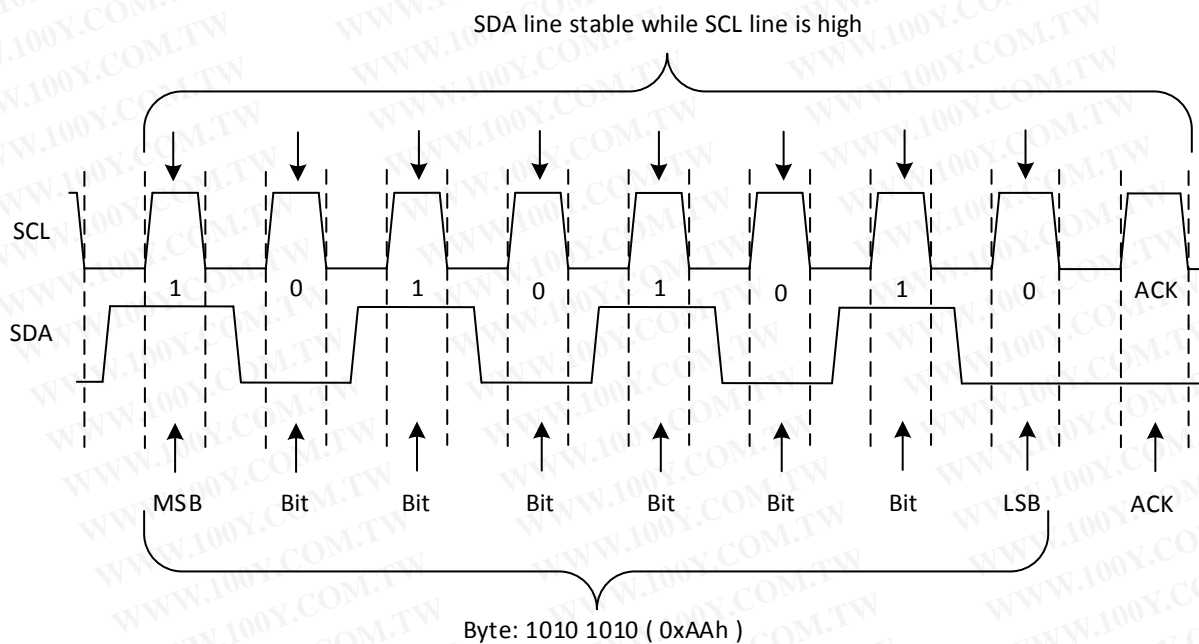 SDA line stable while SCL line is high
SCL
1 0 1 0 1 0 1 0 ACK
SDA
MSB Bit Bit Bit Bit Bit Bit LSB ACK
Byte: 1010 1010 ( 0xAAh )
WWW.100Y.COM.TW